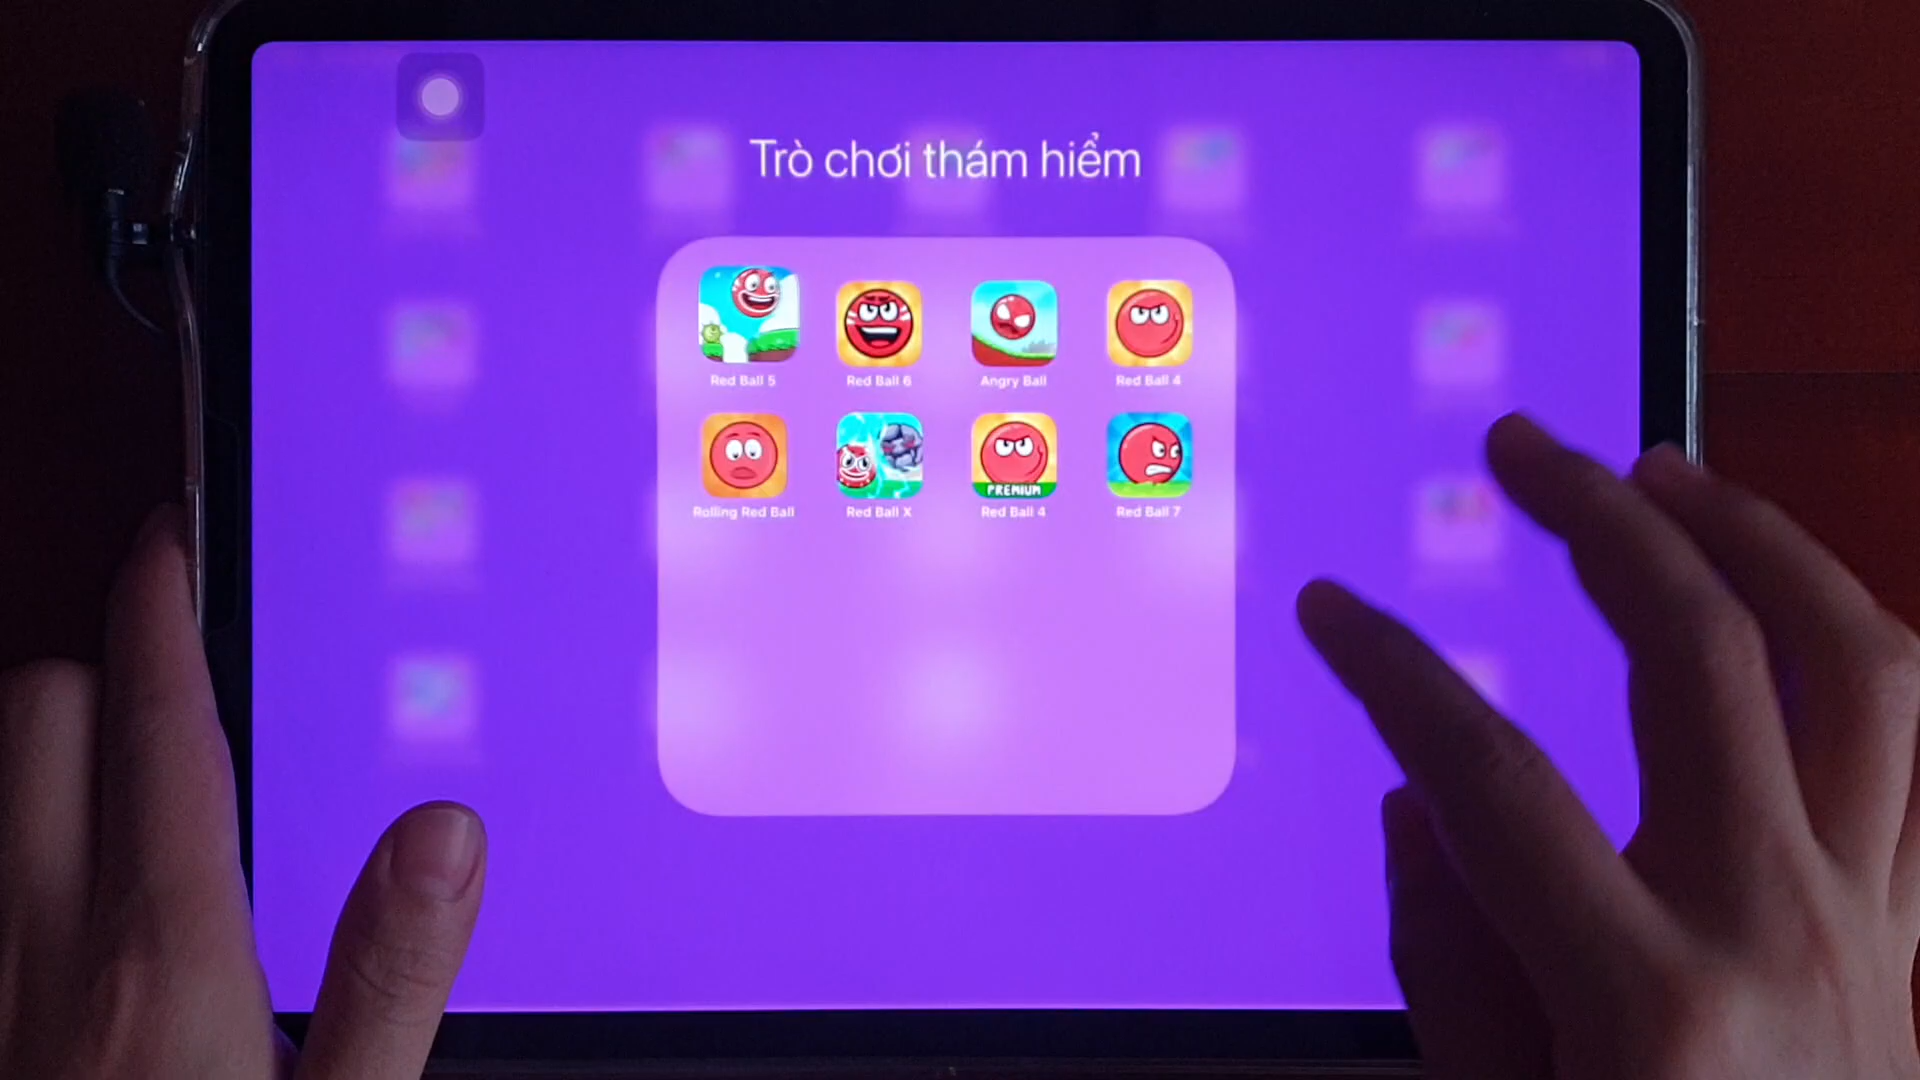 Trò chơi thám hiểm
Red Ball 5
Red Ball 6
Angry Ball
Red Ball 4
Rolling Red Ball
Red Ball X
PREMIUM
Red Ball 4
Red Ball 7